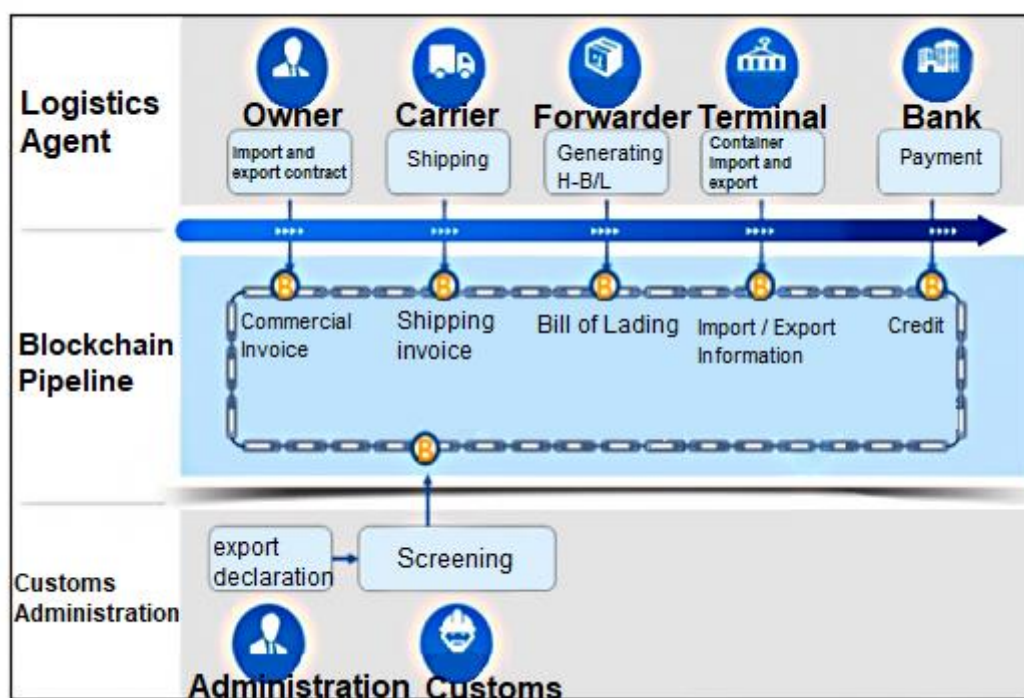 Logistics
Agent
Owner
Carrier
Forwarder
Terminal
Bank
Import and
export contract
Shipping
Generating
H-B/L
Container
Import and
export
Payment
Blockchain
Pipeline
B
B
B
B
B
Commercial
Invoice
Shipping
invoice
Bill of Lading
Import / Export
Information
Credit
B
Customs
Administration
export
declaration
Screening
Administration
Customs